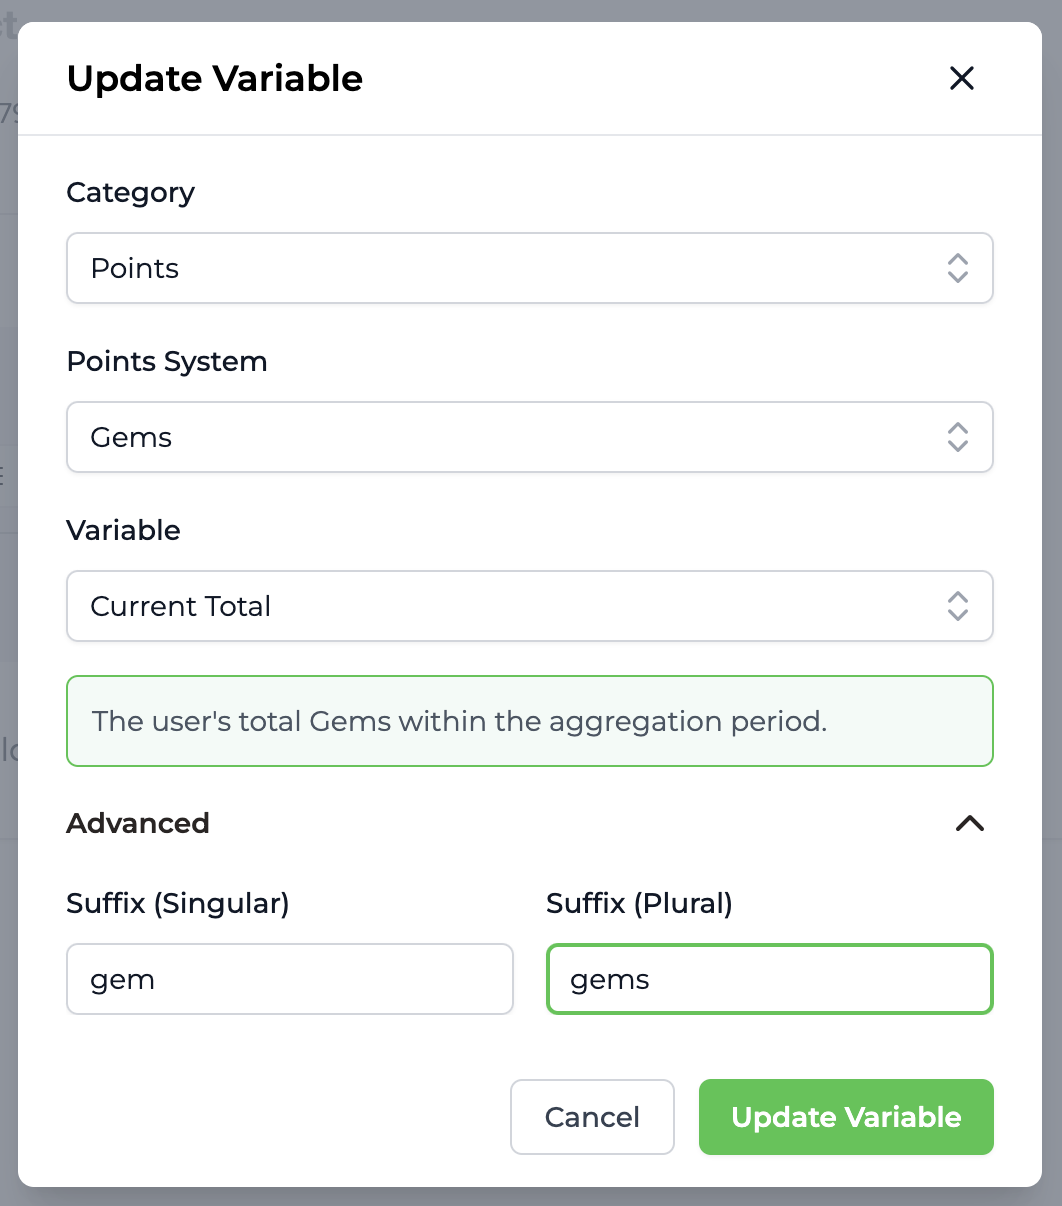 Update Variable
Category
Points
Points System
Gems
Variable
Current Total
The user's total Gems within the aggregation period.
Advanced
Suffix (Singular)
Suffix (Plural)
gem
gems
Cancel
Update Variable